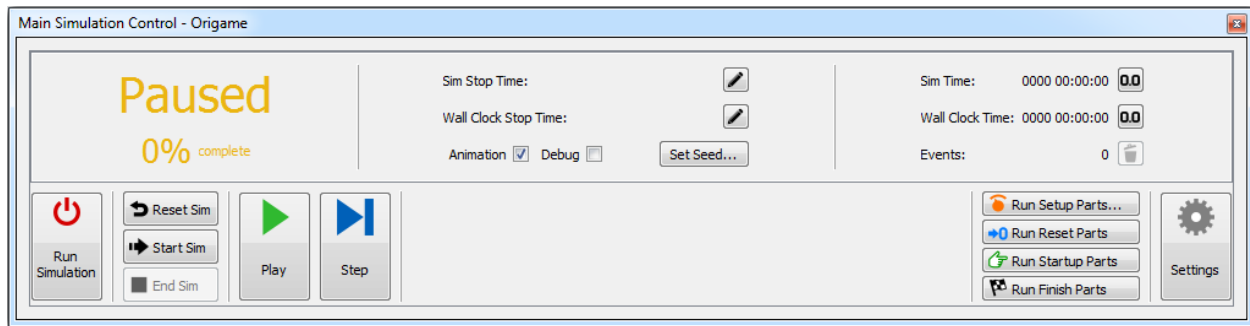 Main Simulation Control - Origame
Paused
0% complete
Sim Stop Time:
Wall Clock Stop Time:
Animation Debug Set Seed...
Sim Time: 0000 00:00:00 0.0
Wall Clock Time: 0000 00:00:00 0.0
Events: 0
Run
Simulation
Reset Sim
Start Sim
End Sim
Play
Step
Run Setup Parts...
0 Run Reset Parts
Run Startup Parts
Run Finish Parts
Settings